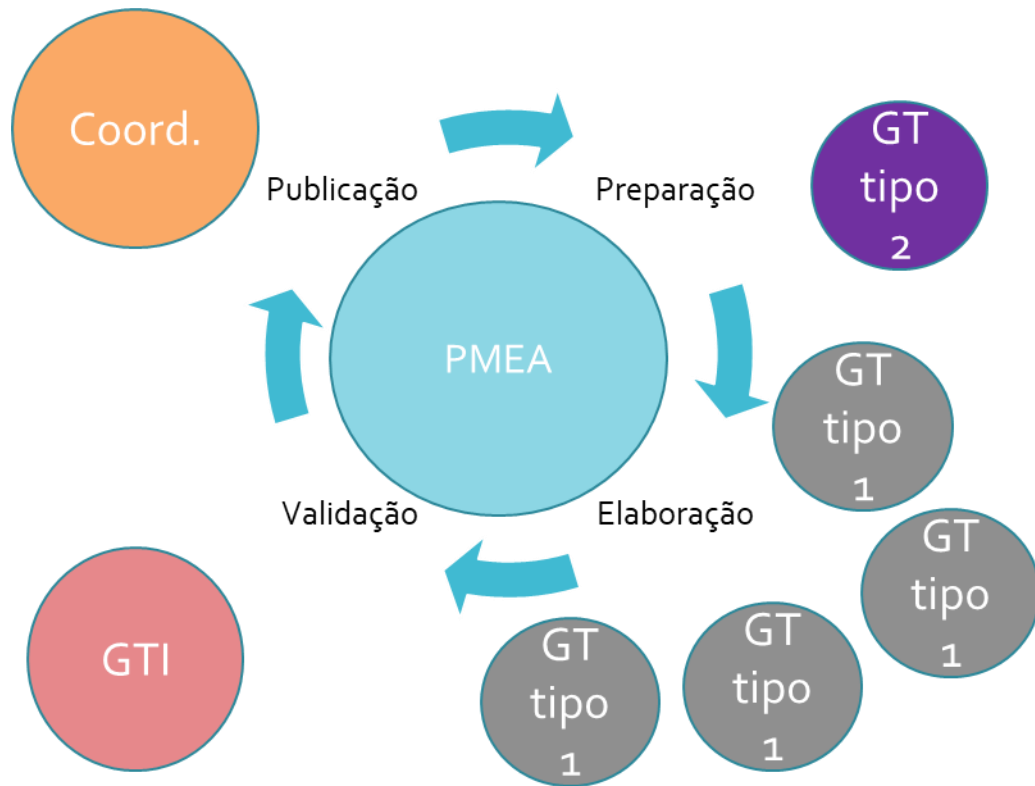 Coord.
Publicação
Preparação
GT
tipo
2
PMEA
GT
tipo
1
Validação
Elaboração
GT
tipo
1
GTI
GT
tipo
1
GT
tipo
1